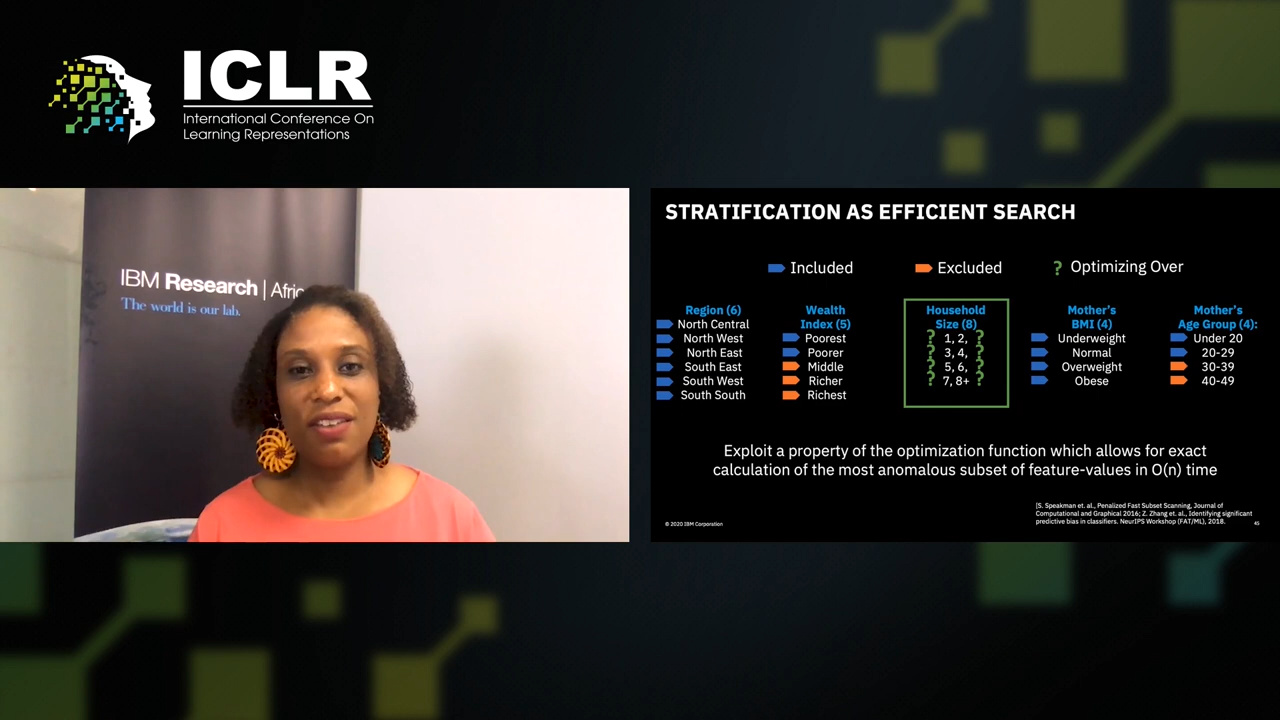 ICLR
International Conference On
Learning Representations
IBM Research | Afric
The world is our lab.
STRATIFICATION AS EFFICIENT SEARCH
Included
Excluded
? Optimizing Over
Region (6)
North Central
North West
North East
South East
South West
South South
Wealth
Index (5)
Poorest
Poorer
Middle
Richer
Richest
Household
Size (8)
? 1, 2, ?
? 3, 4, ?
? 5, 6, ?
? 7, 8+ ?
Mother's
BMI (4)
Underweight
Normal
Overweight
Obese
Mother's
Age Group (4):
Under 20
20-29
30-39
40-49
Exploit a property of the optimization function which allows for exact
calculation of the most anomalous subset of feature-values in O(n) time
[S. Speakman et. al., Penalized Fast Subset Scanning, Journal of
Computational and Graphical 2016; Z. Zhang et. al., Identifying significant
predictive bias in classifiers. NeurIPS Workshop (FAT/ML), 2018.
© 2020 IBM Corporation
45